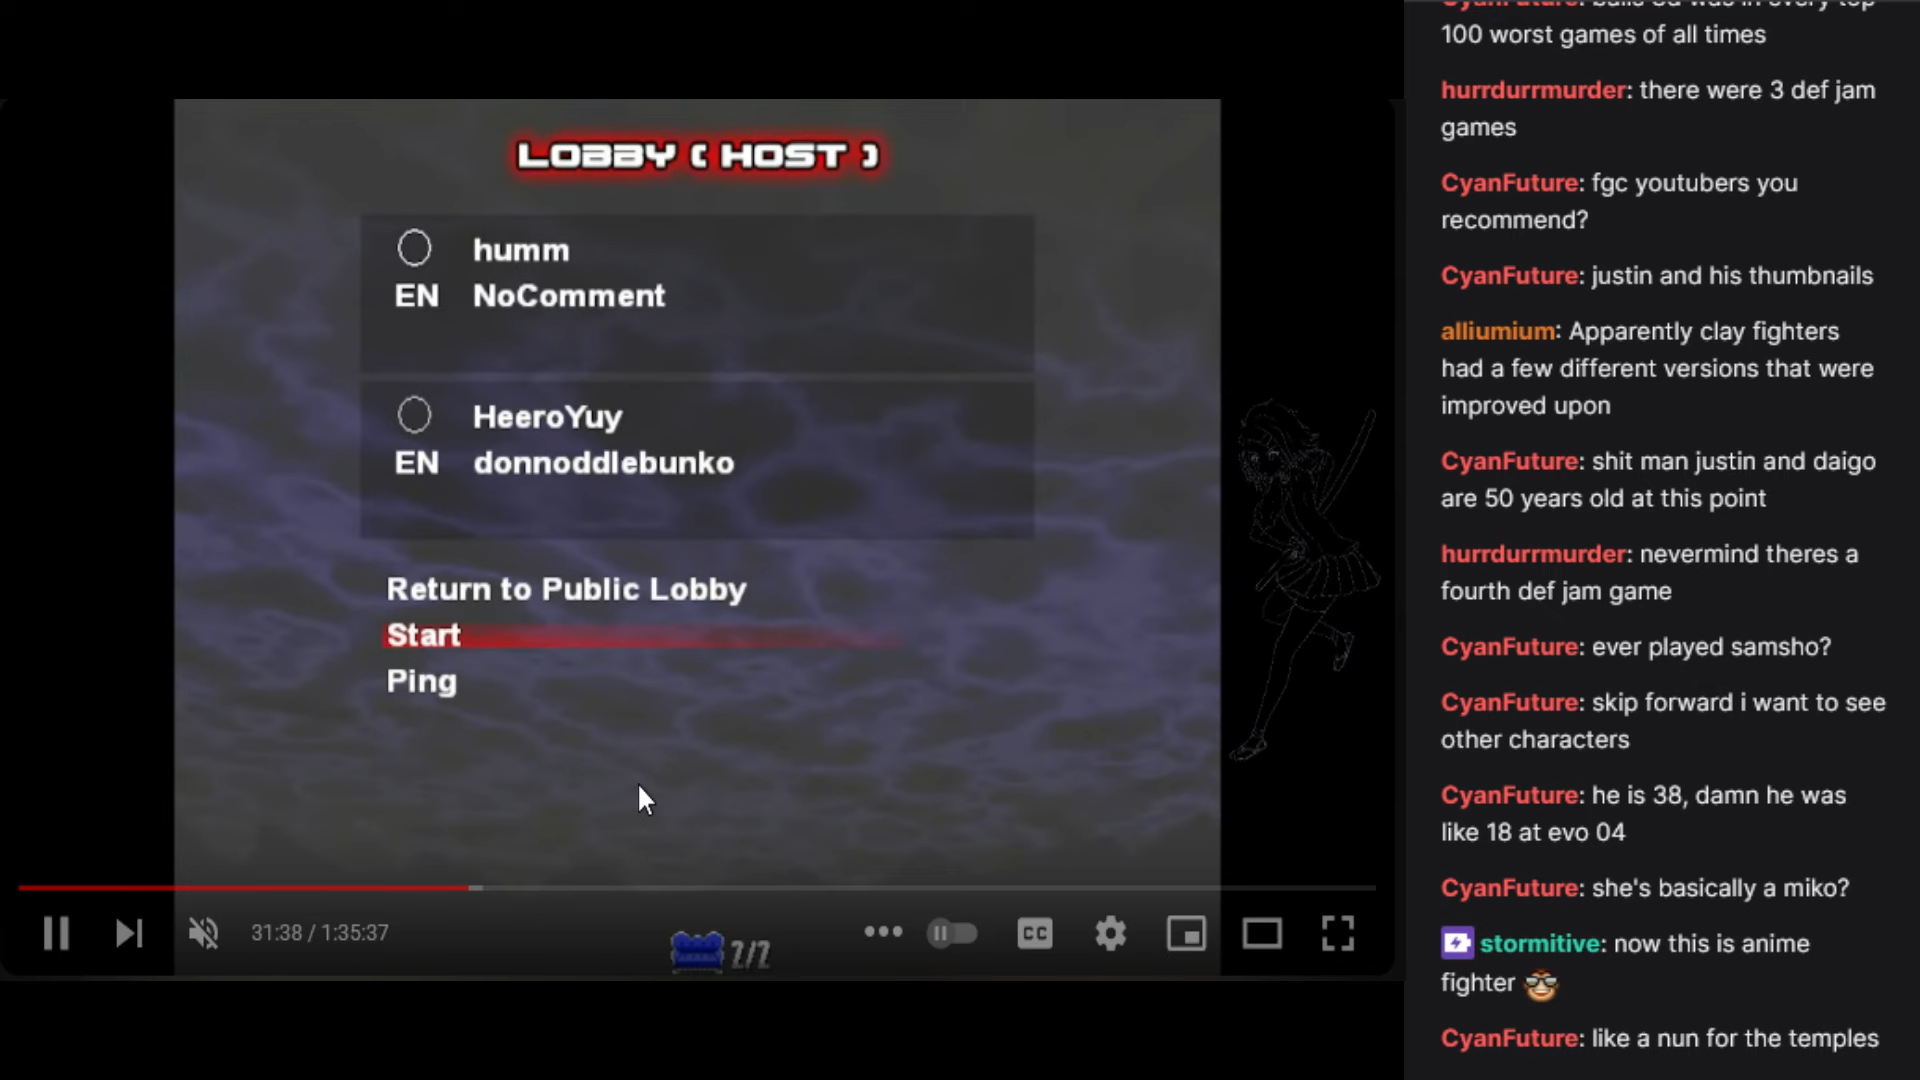 LOBBY ( HOST )
humm
EN NoComment
HeeroYuy
EN donnoddlebunko
Return to Public Lobby
Start
Ping
31:38 / 1:35:37
2/2
CC
100 worst games of all times
hurrdurrmurder: there were 3 def jam
games
CyanFuture: fgc youtubers you
recommend?
CyanFuture: justin and his thumbnails
alliumium: Apparently clay fighters
had a few different versions that were
improved upon
CyanFuture: shit man justin and daigo
are 50 years old at this point
hurrdurrmurder: nevermind theres a
fourth def jam game
CyanFuture: ever played samsho?
CyanFuture: skip forward i want to see
other characters
CyanFuture: he is 38, damn he was
like 18 at evo 04
CyanFuture: she's basically a miko?
stormitive: now this is anime
fighter
CyanFuture: like a nun for the temples